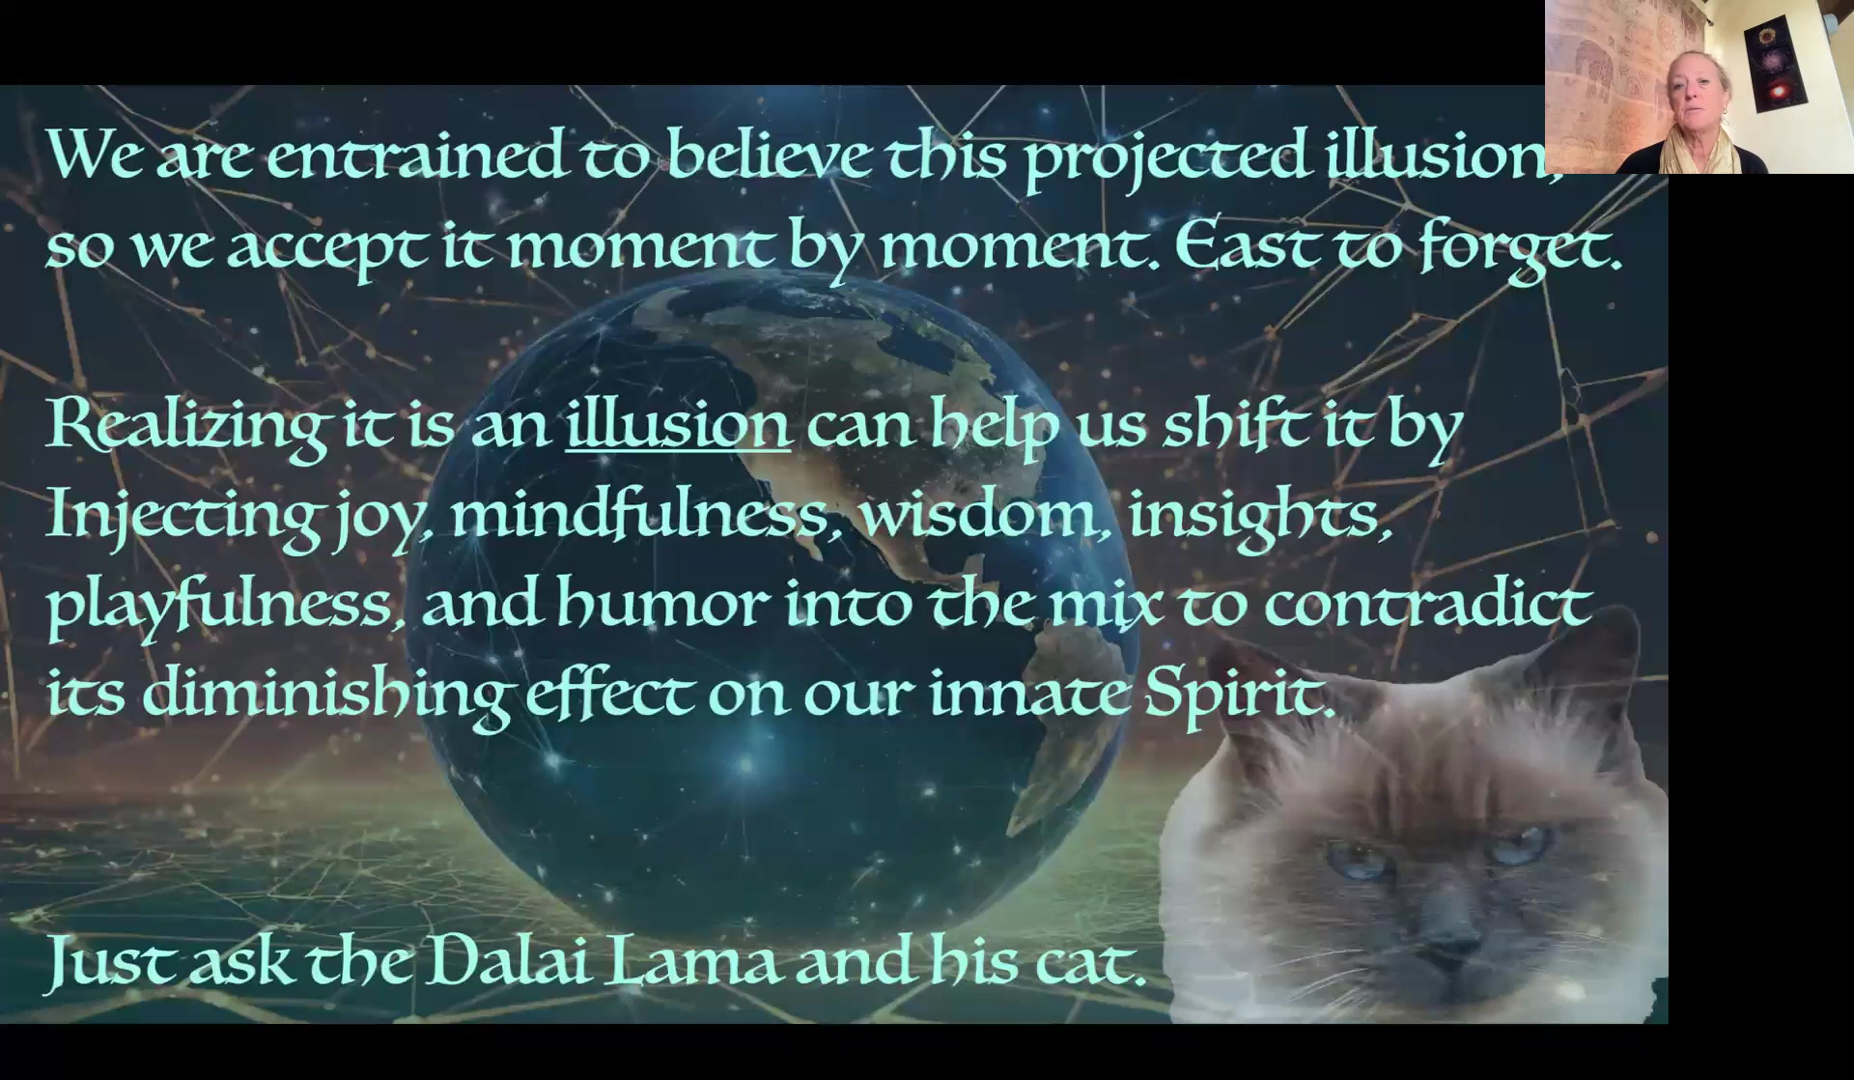 We are entrained to believe this projected illusion,
so we accept it moment by moment. East to forget.
Realizing it is an illusion can help us shift it by
Injecting joy, mindfulness, wisdom, insights,
playfulness, and humor into the mix to contradict
its diminishing effect on our innate Spirit.
Just ask the Dalai Lama and his cat.